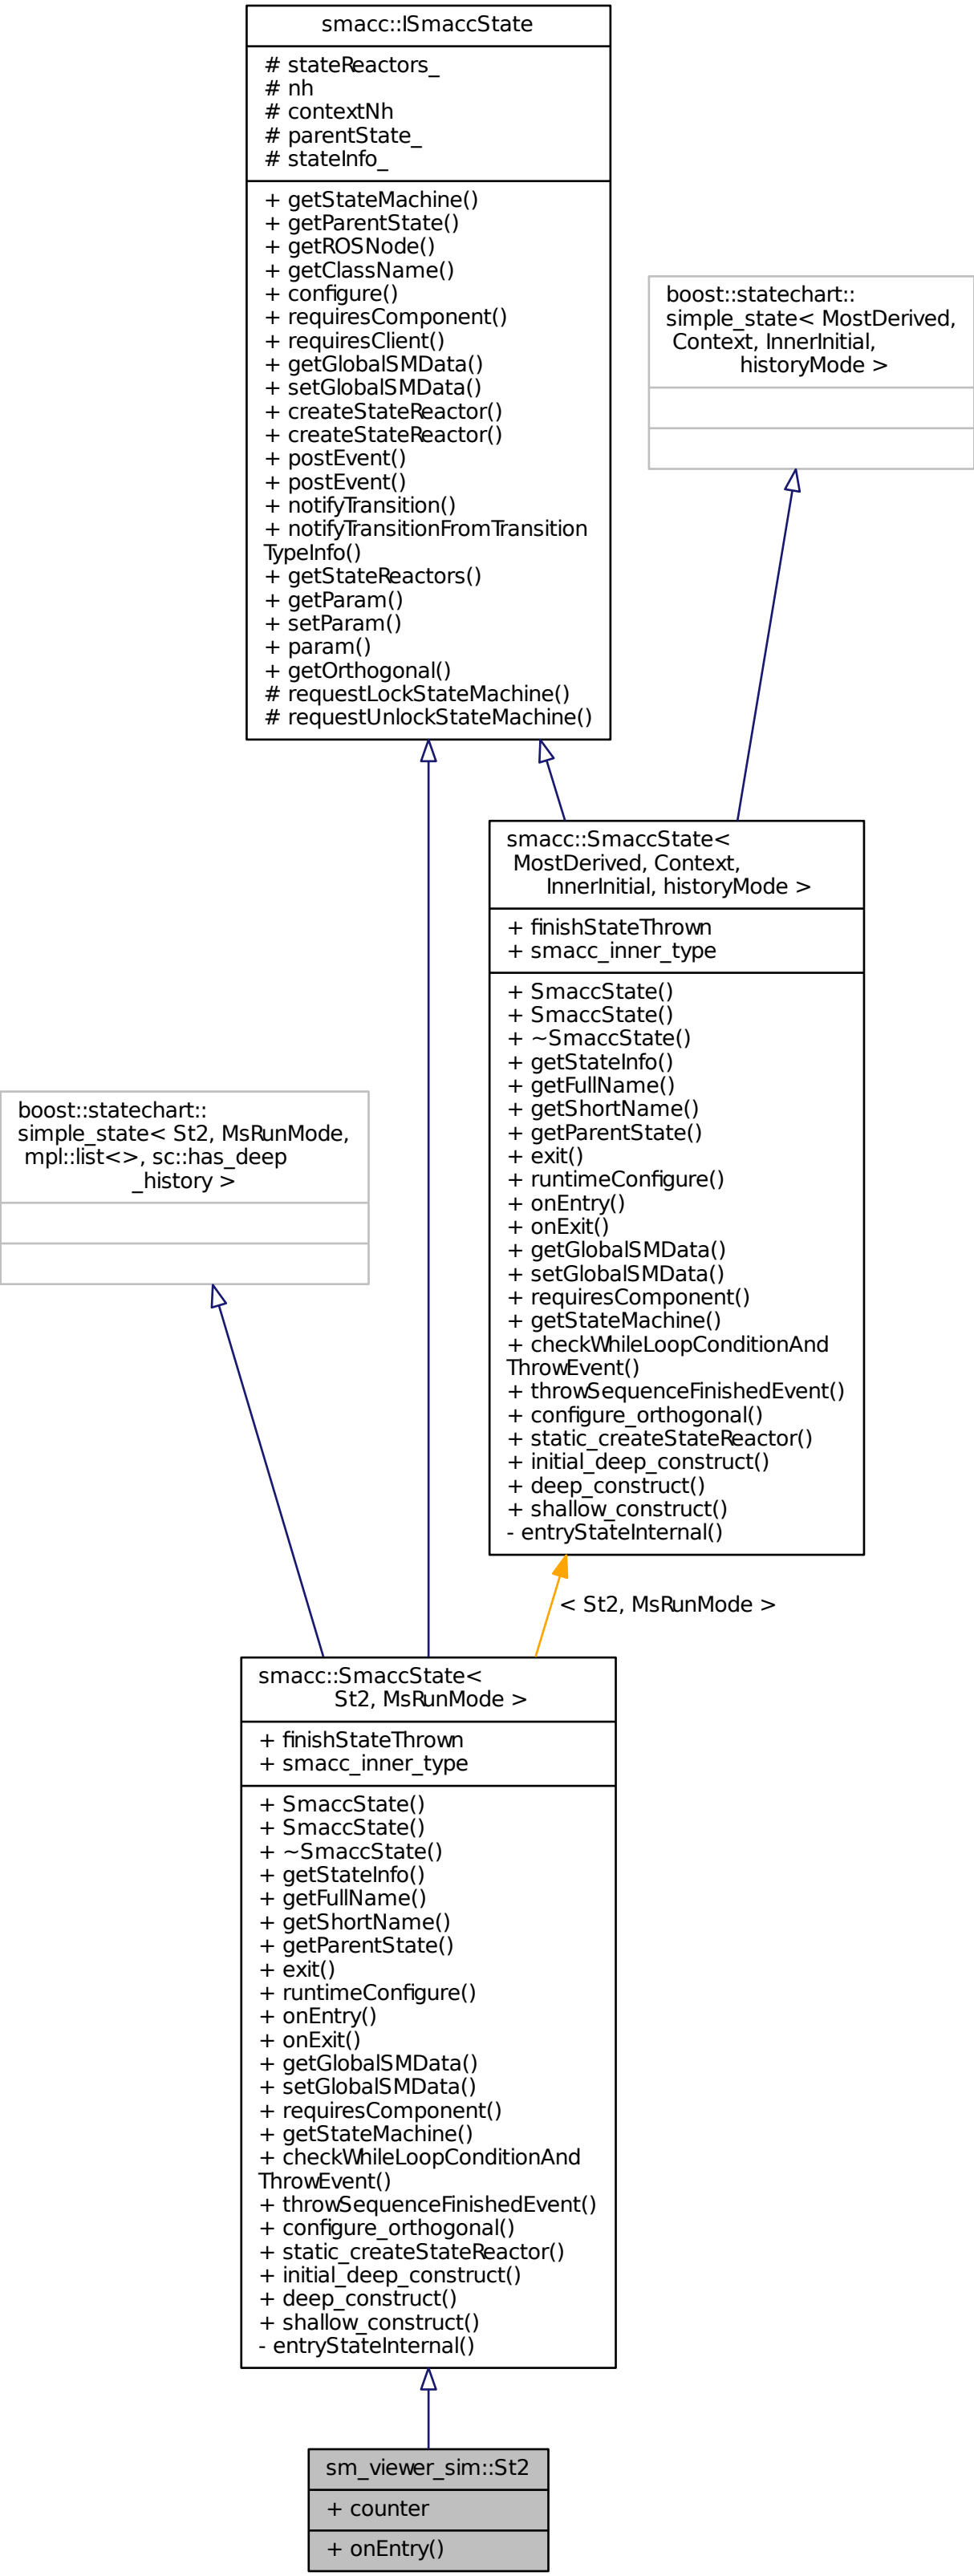 smacc::ISmaccState
# stateReactors_
# nh
# contextNh
# parentState_
# stateInfo_
+ getStateMachine()
+ getParentState()
+ getROSNode()
+ getClassName()
+ configure()
+ requiresComponent()
+ requiresClient()
+ getGlobalSMData()
+ setGlobalSMData()
+ createStateReactor()
+ createStateReactor()
+ postEvent()
+ postEvent()
+ notifyTransition()
+ notifyTransitionFromTransition
TypeInfo()
+ getStateReactors()
+ getParam()
+ setParam()
+ param()
+ getOrthogonal()
# requestLockStateMachine()
# requestUnlockStateMachine()
boost::statechart::
simple_state< MostDerived,
Context, InnerInitial,
historyMode >
smacc::SmaccState<
MostDerived, Context,
InnerInitial, historyMode >
+ finishStateThrown
+ smacc_inner_type
+ SmaccState()
+ SmaccState()
+ ~SmaccState()
+ getStateInfo()
+ getFullName()
+ getShortName()
+ getParentState()
+ exit()
+ runtimeConfigure()
+ onEntry()
+ onExit()
+ getGlobalSMData()
+ setGlobalSMData()
+ requiresComponent()
+ getStateMachine()
+ checkWhileLoopConditionAnd
ThrowEvent()
+ throwSequenceFinishedEvent()
+ configure_orthogonal()
+ static_createStateReactor()
+ initial_deep_construct()
+ deep_construct()
+ shallow_construct()
- entryStateInternal()
boost::statechart::
simple_state< St2, MsRunMode,
mpl::list<>, sc::has_deep
_history >
< St2, MsRunMode >
smacc::SmaccState<
St2, MsRunMode >
+ finishStateThrown
+ smacc_inner_type
+ SmaccState()
+ SmaccState()
+ ~SmaccState()
+ getStateInfo()
+ getFullName()
+ getShortName()
+ getParentState()
+ exit()
+ runtimeConfigure()
+ onEntry()
+ onExit()
+ getGlobalSMData()
+ setGlobalSMData()
+ requiresComponent()
+ getStateMachine()
+ checkWhileLoopConditionAnd
ThrowEvent()
+ throwSequenceFinishedEvent()
+ configure_orthogonal()
+ static_createStateReactor()
+ initial_deep_construct()
+ deep_construct()
+ shallow_construct()
- entryStateInternal()
sm_viewer_sim::St2
+ counter
+ onEntry()